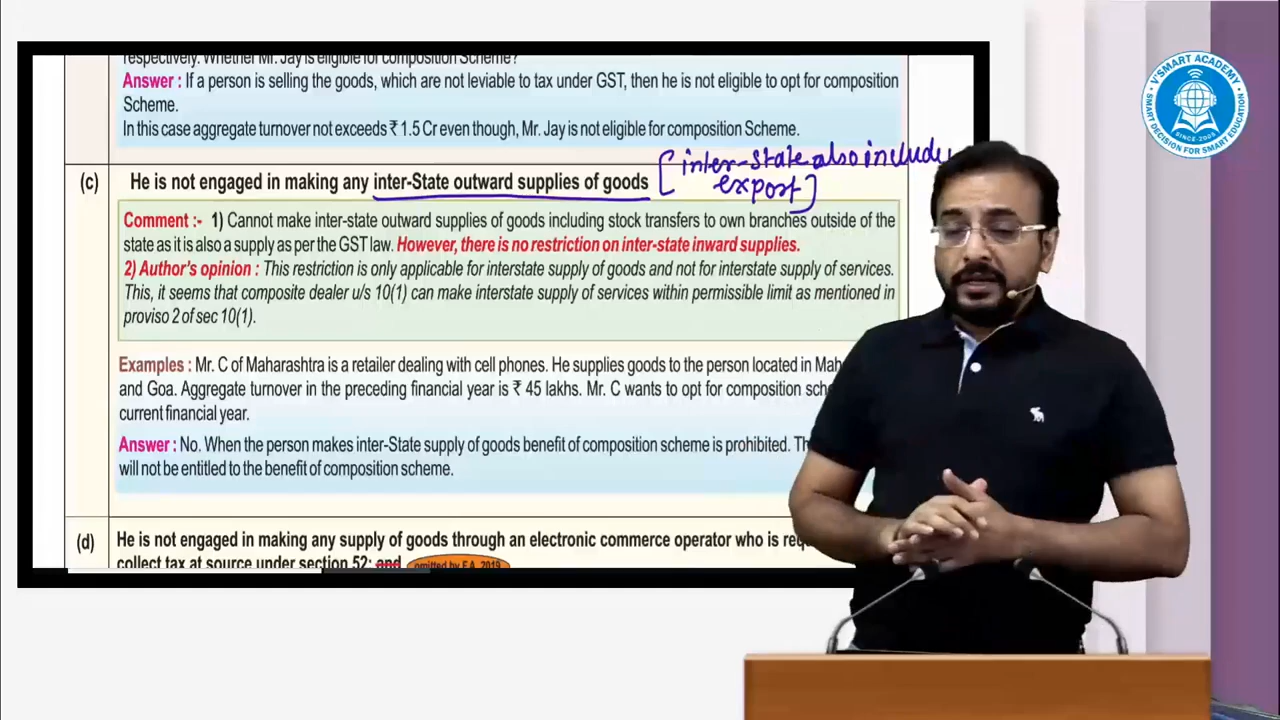 respectively. Whether Mr. Jay is eligible for composition Scheme?
Answer : If a person is selling the goods, which are not leviable to tax under GST, then he is not eligible to opt for composition
Scheme.
In this case aggregate turnover not exceeds ₹ 1.5 Cr even though, Mr. Jay is not eligible for composition Scheme.
(c) He is not engaged in making any inter-State outward supplies of goods
[inter-state also include
export]
Comment :- 1) Cannot make inter-state outward supplies of goods including stock transfers to own branches outside of the
state as it is also a supply as per the GST law. However, there is no restriction on inter-state inward supplies.
2) Author's opinion : This restriction is only applicable for interstate supply of goods and not for interstate supply of services.
This, it seems that composite dealer u/s 10(1) can make interstate supply of services within permissible limit as mentioned in
proviso 2 of sec 10(1).
Examples : Mr. C of Maharashtra is a retailer dealing with cell phones. He supplies goods to the person located in
and Goa. Aggregate turnover in the preceding financial year is ₹ 45 lakhs. Mr. C wants to opt for composition
current financial year.
Answer : No. When the person makes inter-State supply of goods benefit of composition scheme is prohibited.
will not be entitled to the benefit of composition scheme.
(d) He is not engaged in making any supply of goods through an electronic commerce operator who is
collect tax at source under section 52; and omitted by F.A. 2019
V'SMART ACADEMY
SINCE-2005
SMART DECISION FOR SMART EDUCATION